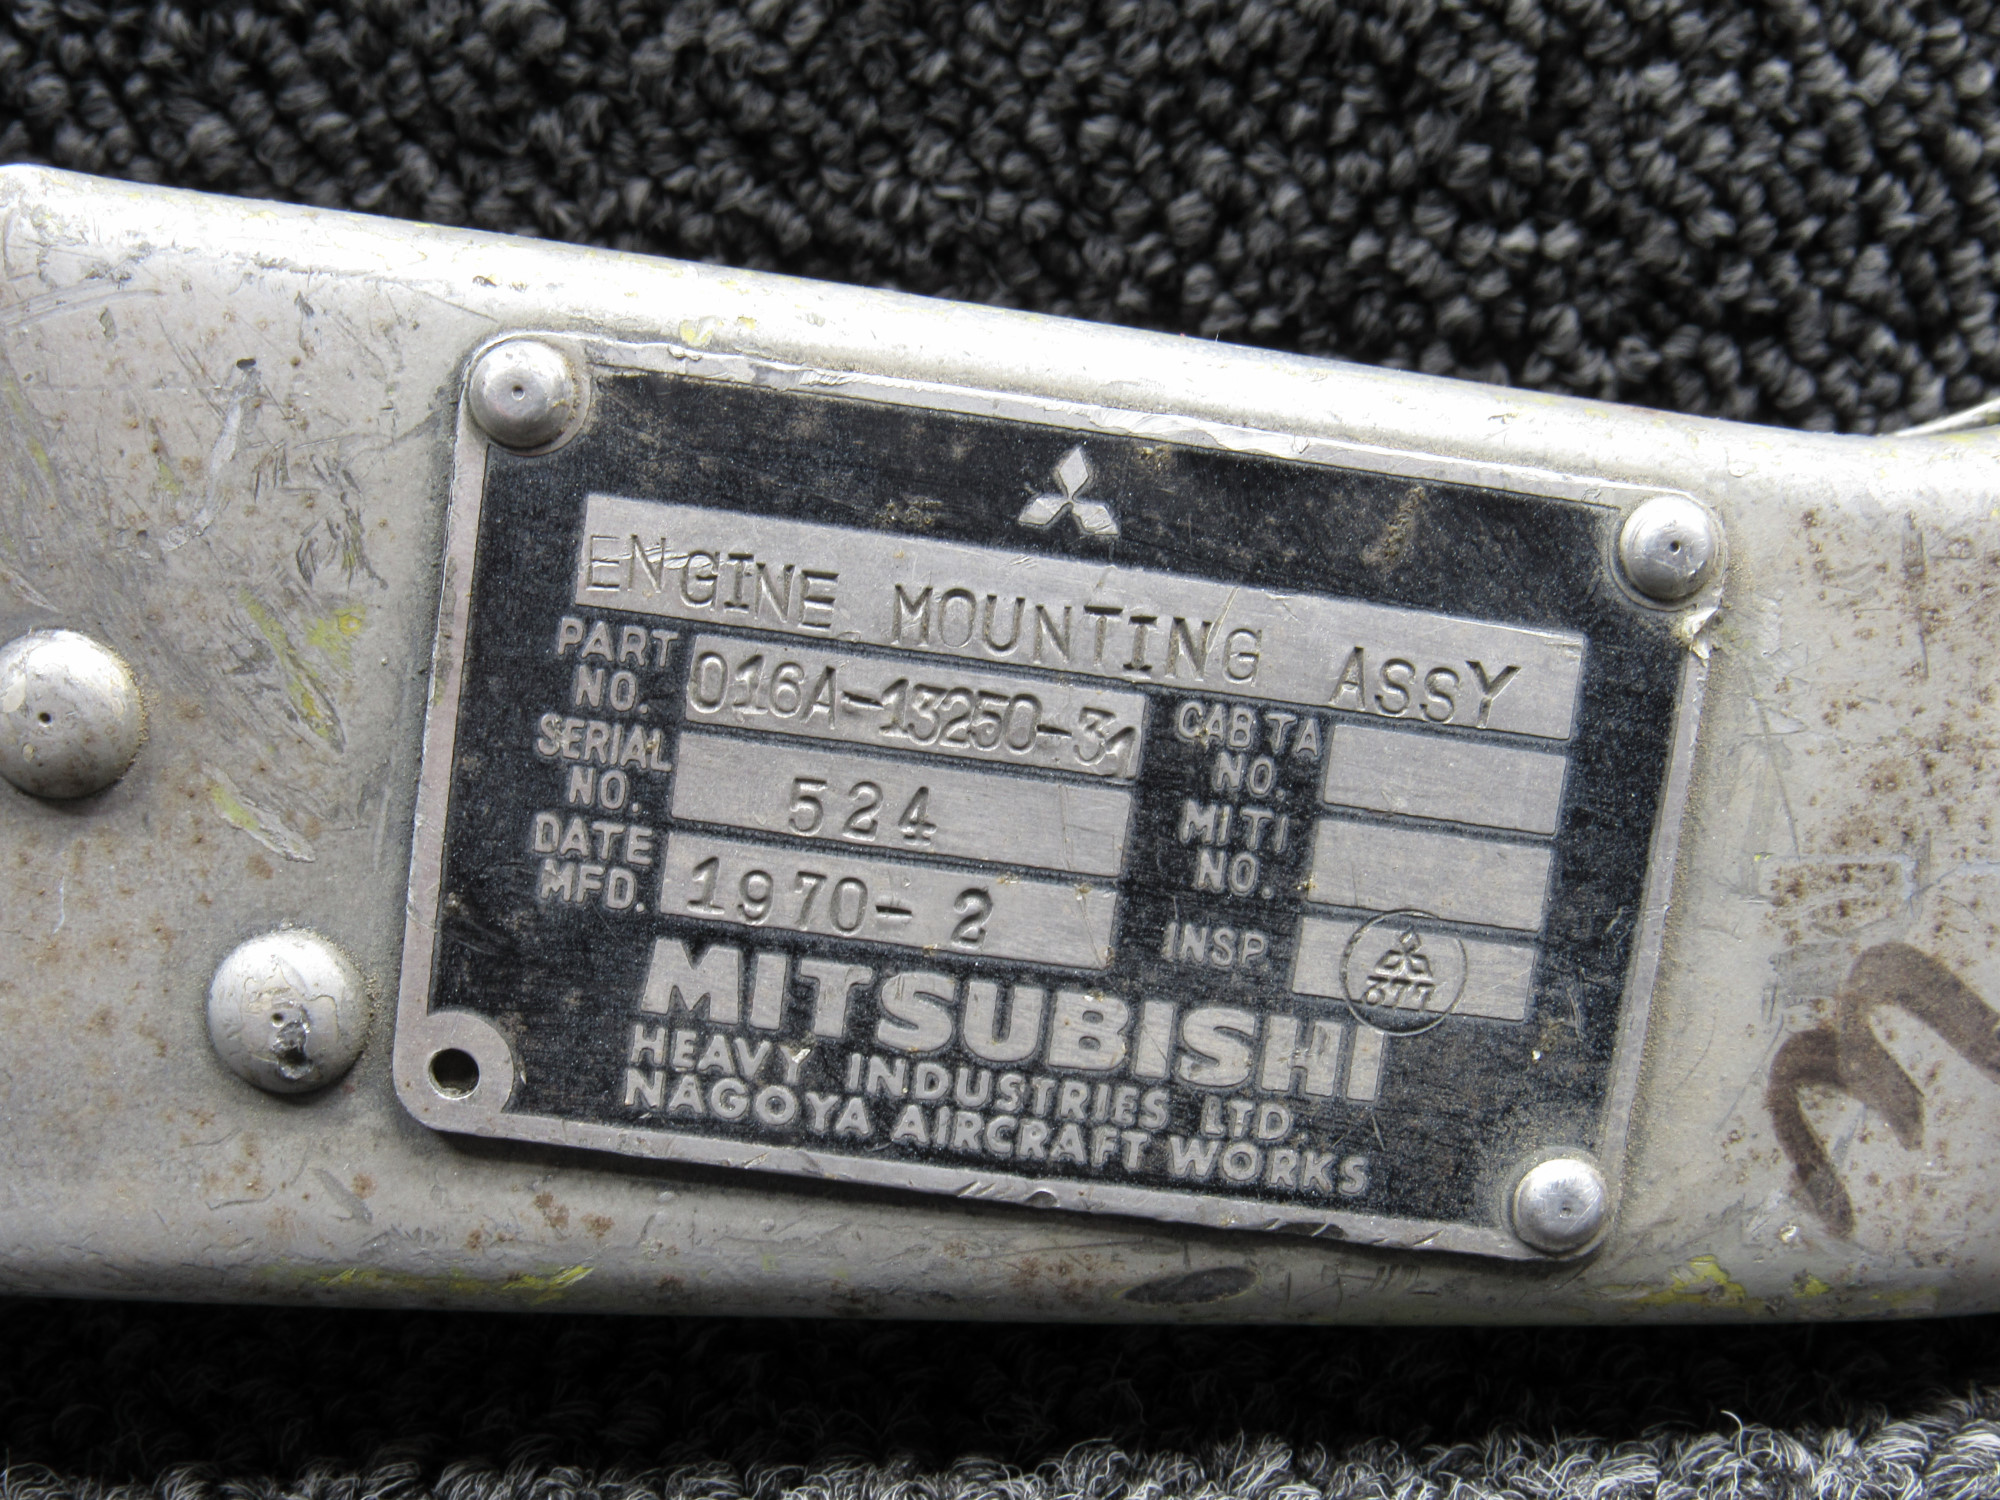 ENGINE MOUNTING ASSY
PART NO. 016A-13250-31
CAB TA NO.
SERIAL NO. 524
MITI NO.
DATE MFD. 1970-2
INSP. 677
MITSUBISHI
HEAVY INDUSTRIES LTD.
NAGOYA AIRCRAFT WORKS